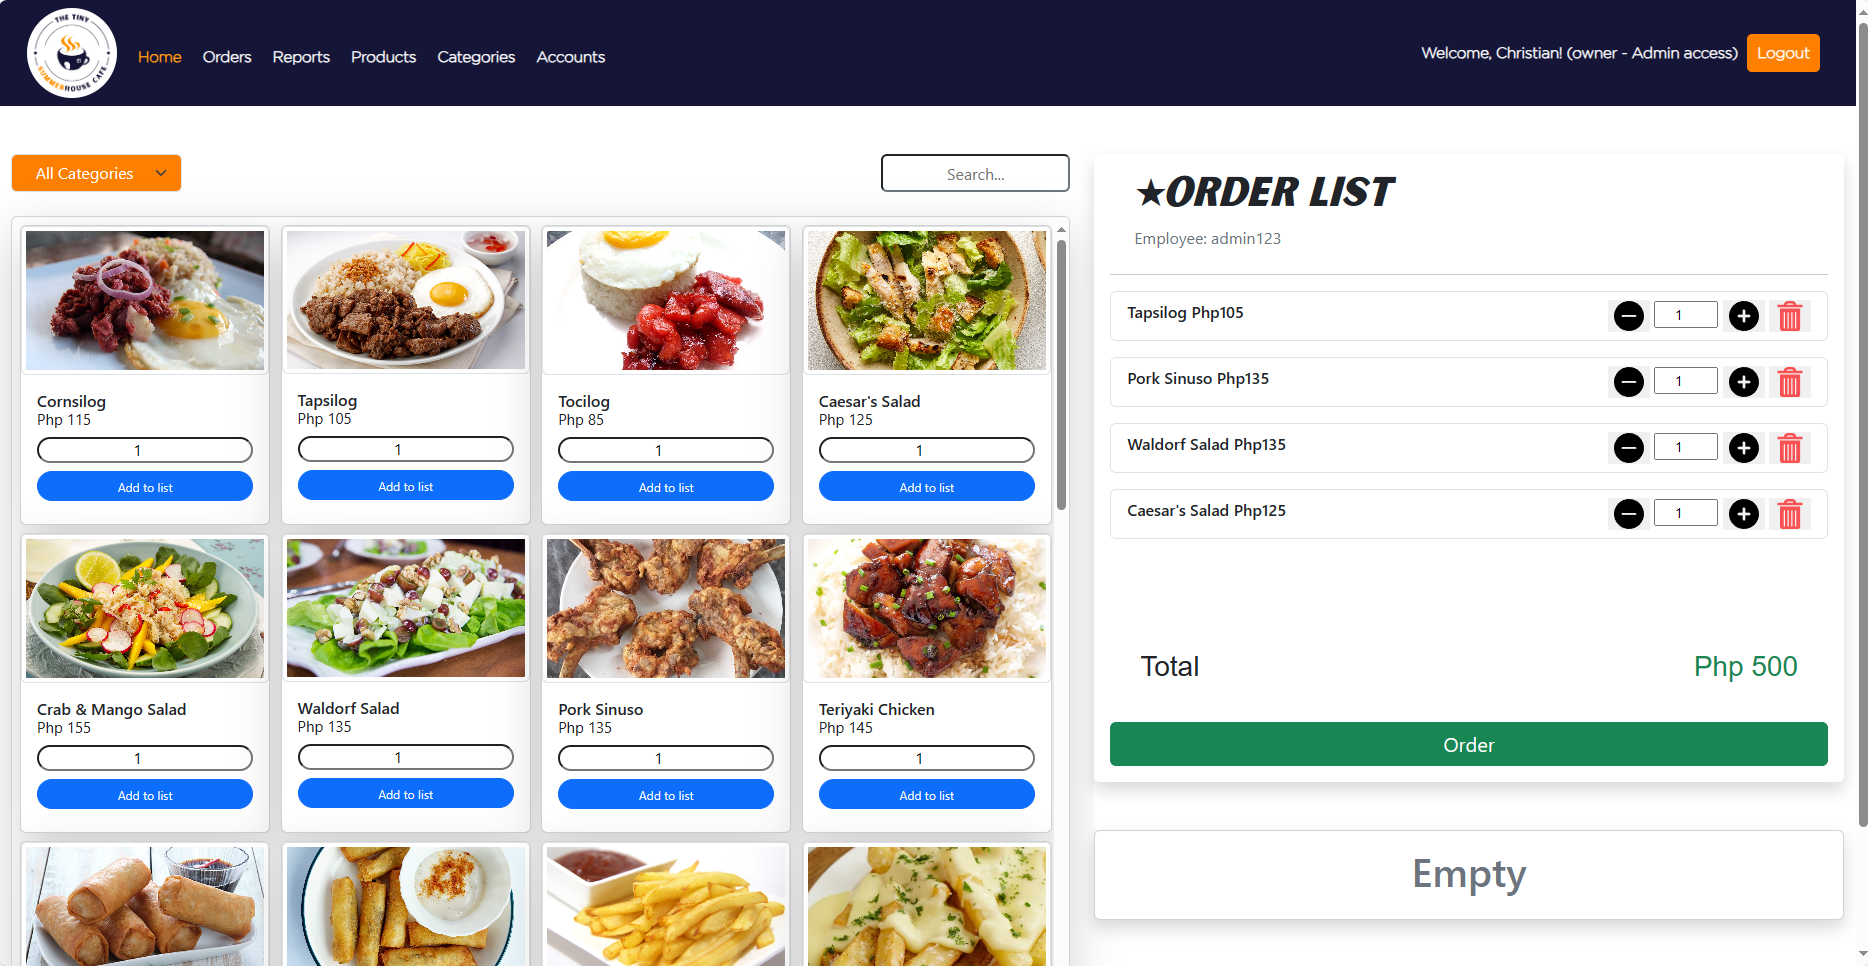 THE TINY
SUMMERHOUSE CAFE
Home Orders Reports Products Categories Accounts
Welcome, Christian! (owner - Admin access) Logout
All Categories
Search...
Cornsilog
Php 115
1
Add to list
Tapsilog
Php 105
1
Add to list
Tocilog
Php 85
1
Add to list
Caesar's Salad
Php 125
1
Add to list
Crab & Mango Salad
Php 155
1
Add to list
Waldorf Salad
Php 135
1
Add to list
Pork Sinuso
Php 135
1
Add to list
Teriyaki Chicken
Php 145
1
Add to list
★ORDER LIST
Employee: admin123
Tapsilog Php105 1
Pork Sinuso Php135 1
Waldorf Salad Php135 1
Caesar's Salad Php125 1
Total Php 500
Order
Empty